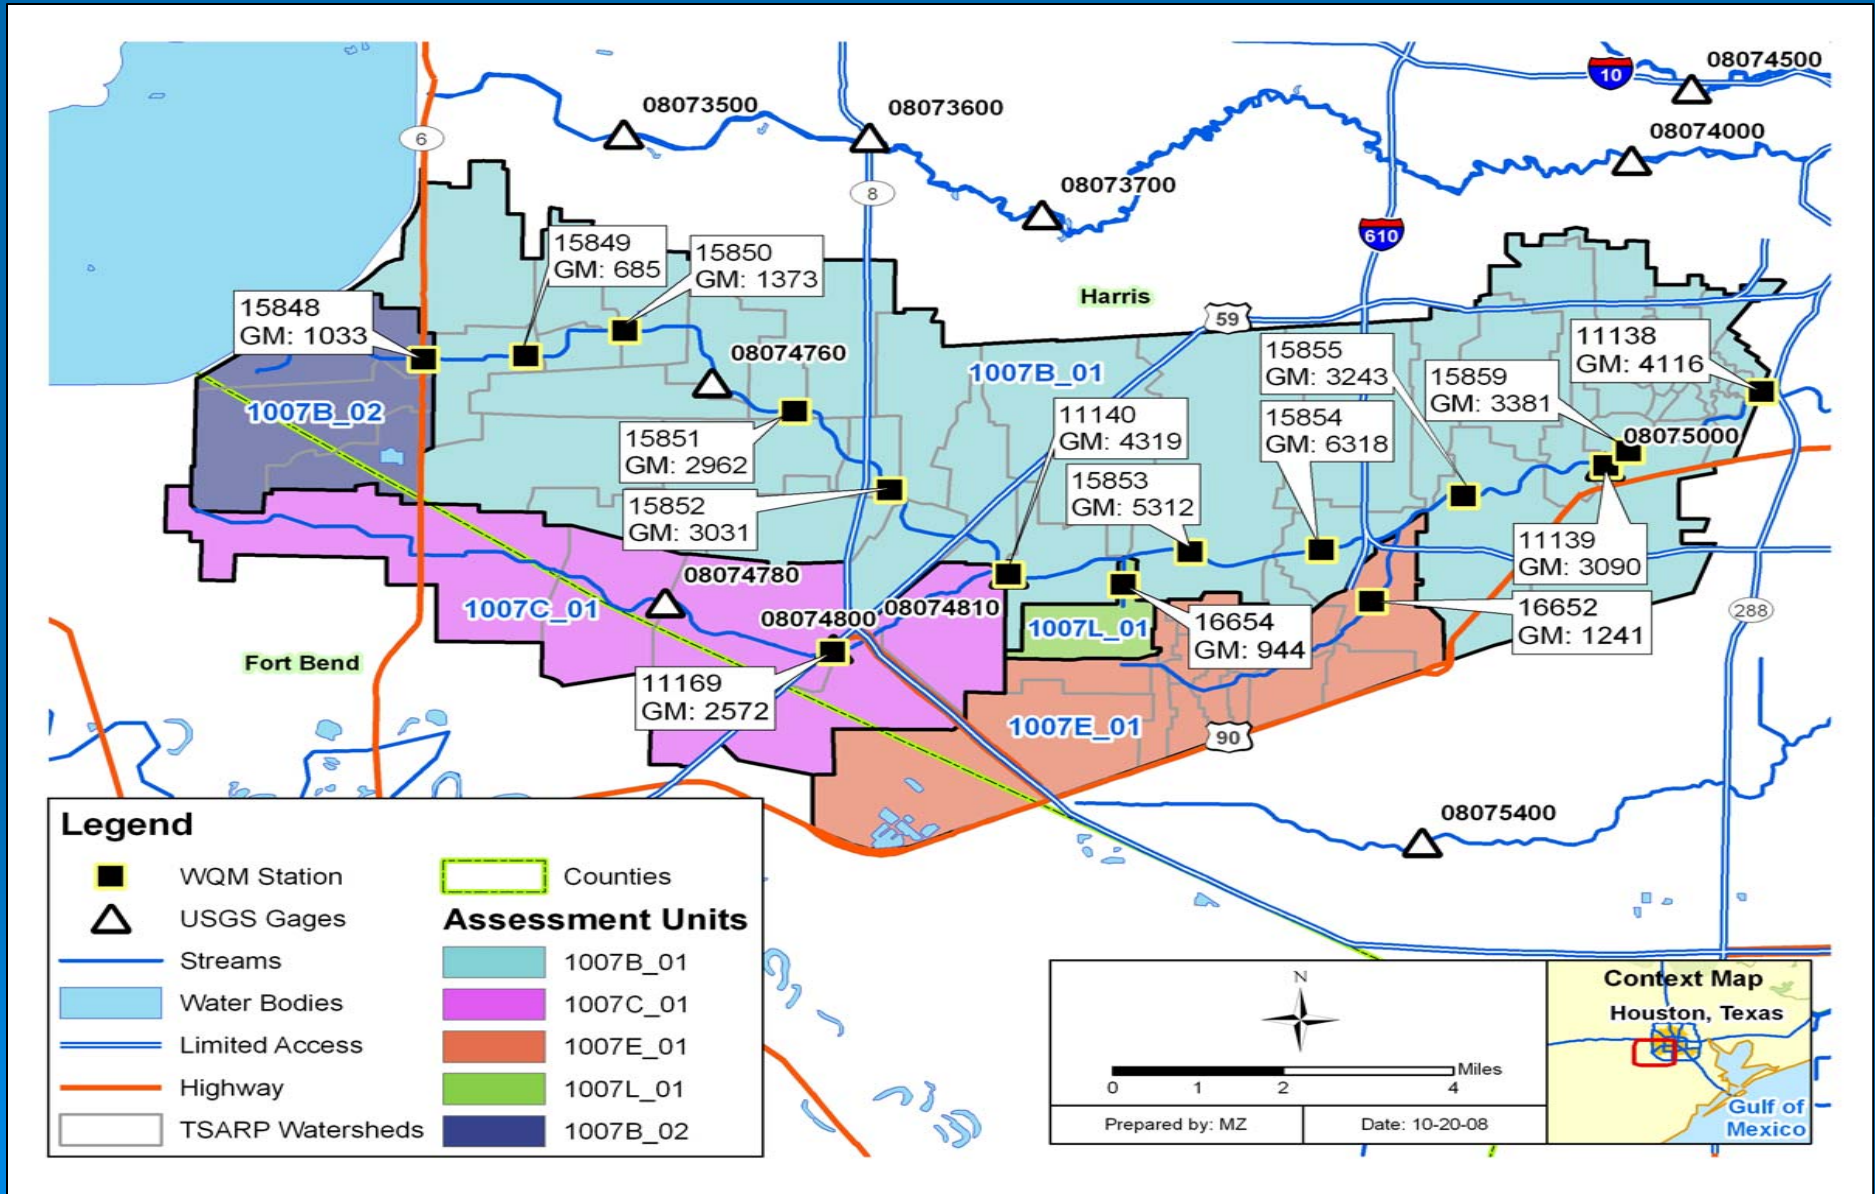 10
08074500
08073500
08073600
08074000
6
8
08073700
610
15849
GM: 685
15850
GM: 1373
Harris
15848
GM: 1033
59
11138
GM: 4116
08074760
1007B_01
15855
GM: 3243
15859
GM: 3381
1007B_02
11140
GM: 4319
15854
GM: 6318
08075000
15851
GM: 2962
15853
GM: 5312
15852
GM: 3031
11139
GM: 3090
08074780
1007C_01
08074800
08074810
1007L_01
16654
GM: 944
16652
GM: 1241
288
Fort Bend
11169
GM: 2572
1007E_01
90
08075400
Legend
WQM Station
USGS Gages
Streams
Water Bodies
Limited Access
Highway
TSARP Watersheds
Counties
Assessment Units
1007B_01
1007C_01
1007E_01
1007L_01
1007B_02
N
Miles
0 1 2 4
Prepared by: MZ
Date: 10-20-08
Context Map
Houston, Texas
Gulf of
Mexico